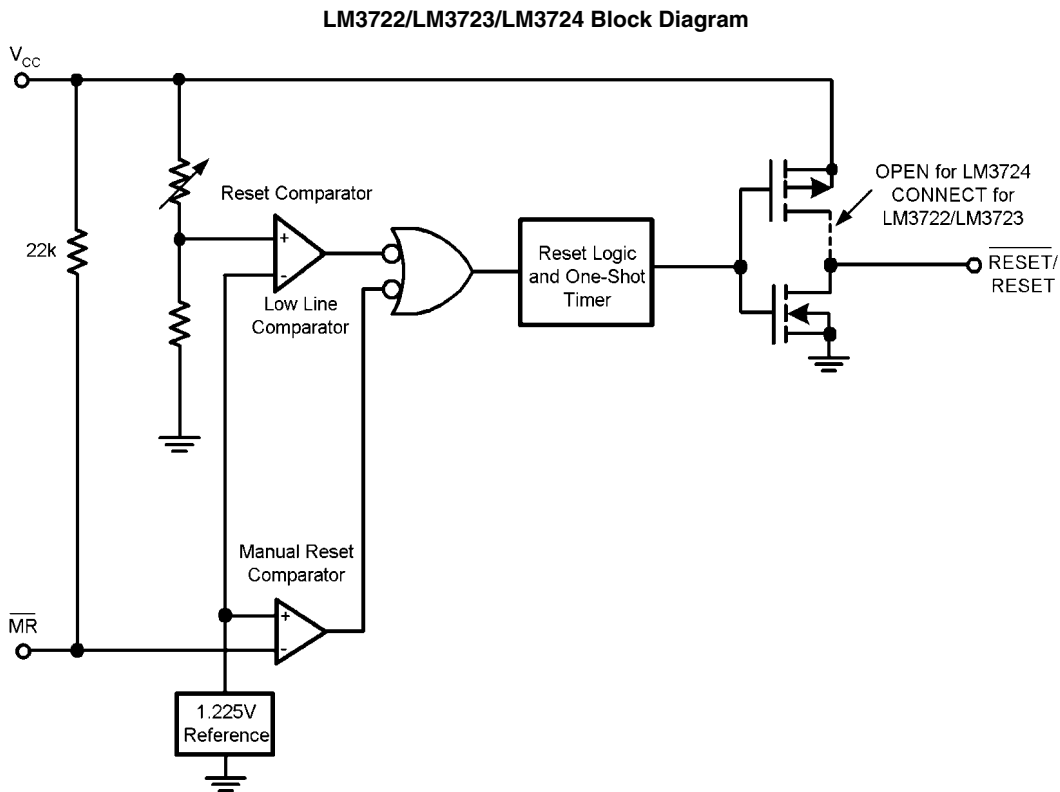 LM3722/LM3723/LM3724 Block Diagram
VCC
OPEN for LM3724
CONNECT for
LM3722/LM3723
Reset Comparator
+
-
22k
Low Line
Comparator
Reset Logic
and One-Shot
Timer
RESET/
RESET
Manual Reset
Comparator
+
-
MR
1.225V
Reference